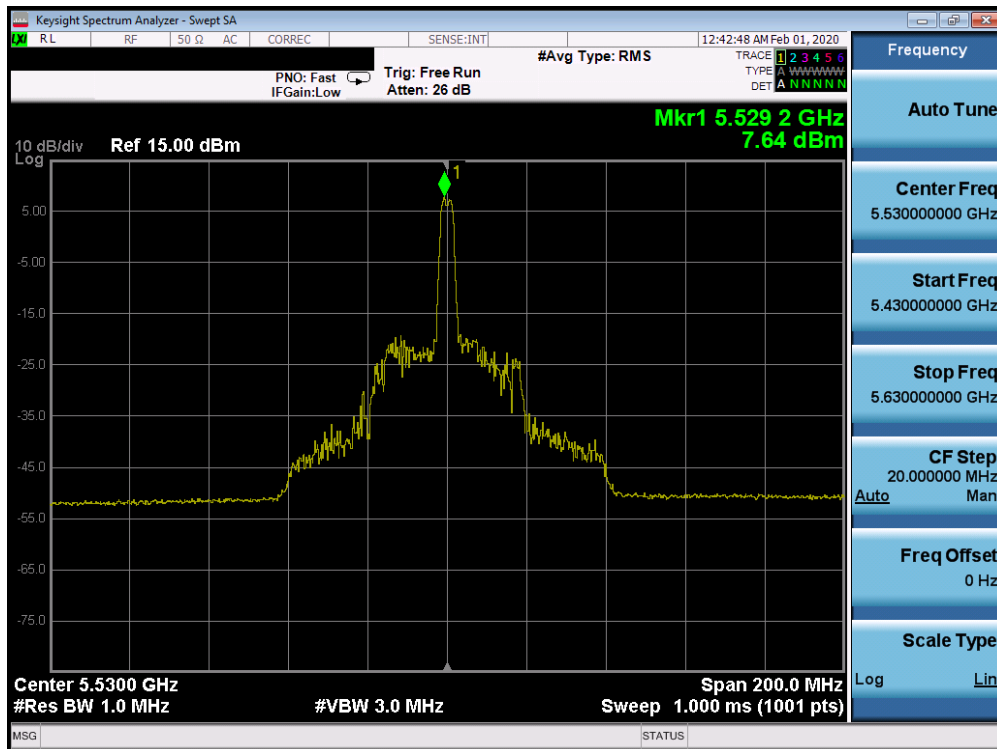 Keysight Spectrum Analyzer - Swept SA
LXI RL RF 50 Ω AC CORREC SENSE:INT 12:42:48 AM Feb 01, 2020
#Avg Type: RMS
TRACE 1 2 3 4 5 6
TYPE A WWWWW
DET A N N N N N
PNO: Fast
IFGain:Low
Trig: Free Run
Atten: 26 dB
Mkr1 5.529 2 GHz
7.64 dBm
10 dB/div
Log
Ref 15.00 dBm
1
5.00
-5.00
-15.0
-25.0
-35.0
-45.0
-55.0
-65.0
-75.0
Center 5.5300 GHz
Span 200.0 MHz
#Res BW 1.0 MHz
#VBW 3.0 MHz
Sweep 1.000 ms (1001 pts)
MSG
STATUS
Frequency
Auto Tune
Center Freq
5.530000000 GHz
Start Freq
5.430000000 GHz
Stop Freq
5.630000000 GHz
CF Step
20.000000 MHz
Auto Man
Freq Offset
0 Hz
Scale Type
Log Lin